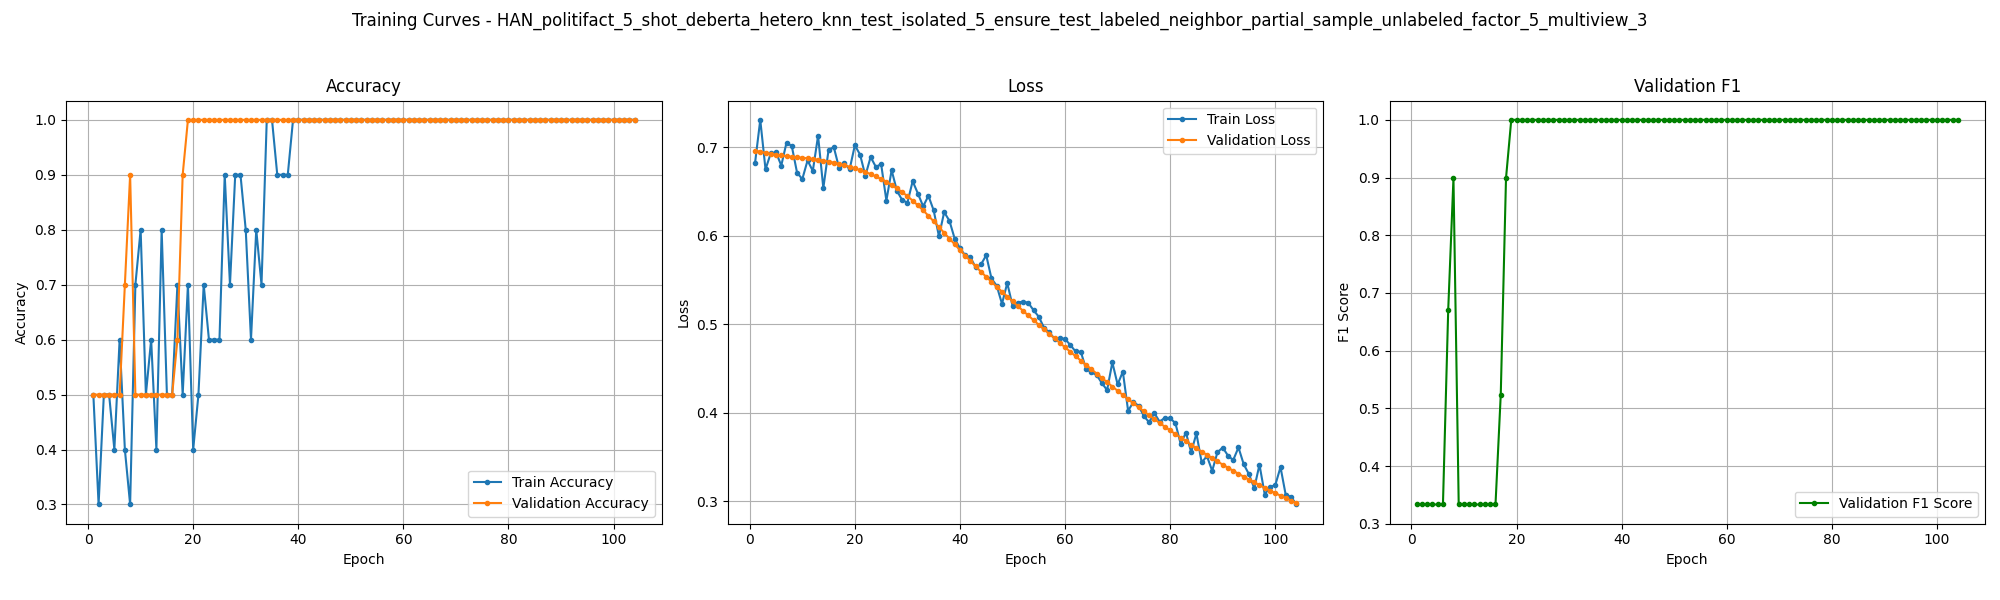 Training Curves - HAN_politifact_5_shot_deberta_hetero_knn_test_isolated_5_ensure_test_labeled_neighbor_partial_sample_unlabeled_factor_5_multiview_3
Accuracy
Accuracy
1.0
0.9
0.8
0.7
0.6
0.5
0.4
0.3
0 20 40 60 80 100
Epoch
Train Accuracy
Validation Accuracy
Loss
Loss
0.7
0.6
0.5
0.4
0.3
0 20 40 60 80 100
Epoch
Train Loss
Validation Loss
Validation F1
F1 Score
1.0
0.9
0.8
0.7
0.6
0.5
0.4
0.3
0 20 40 60 80 100
Epoch
Validation F1 Score